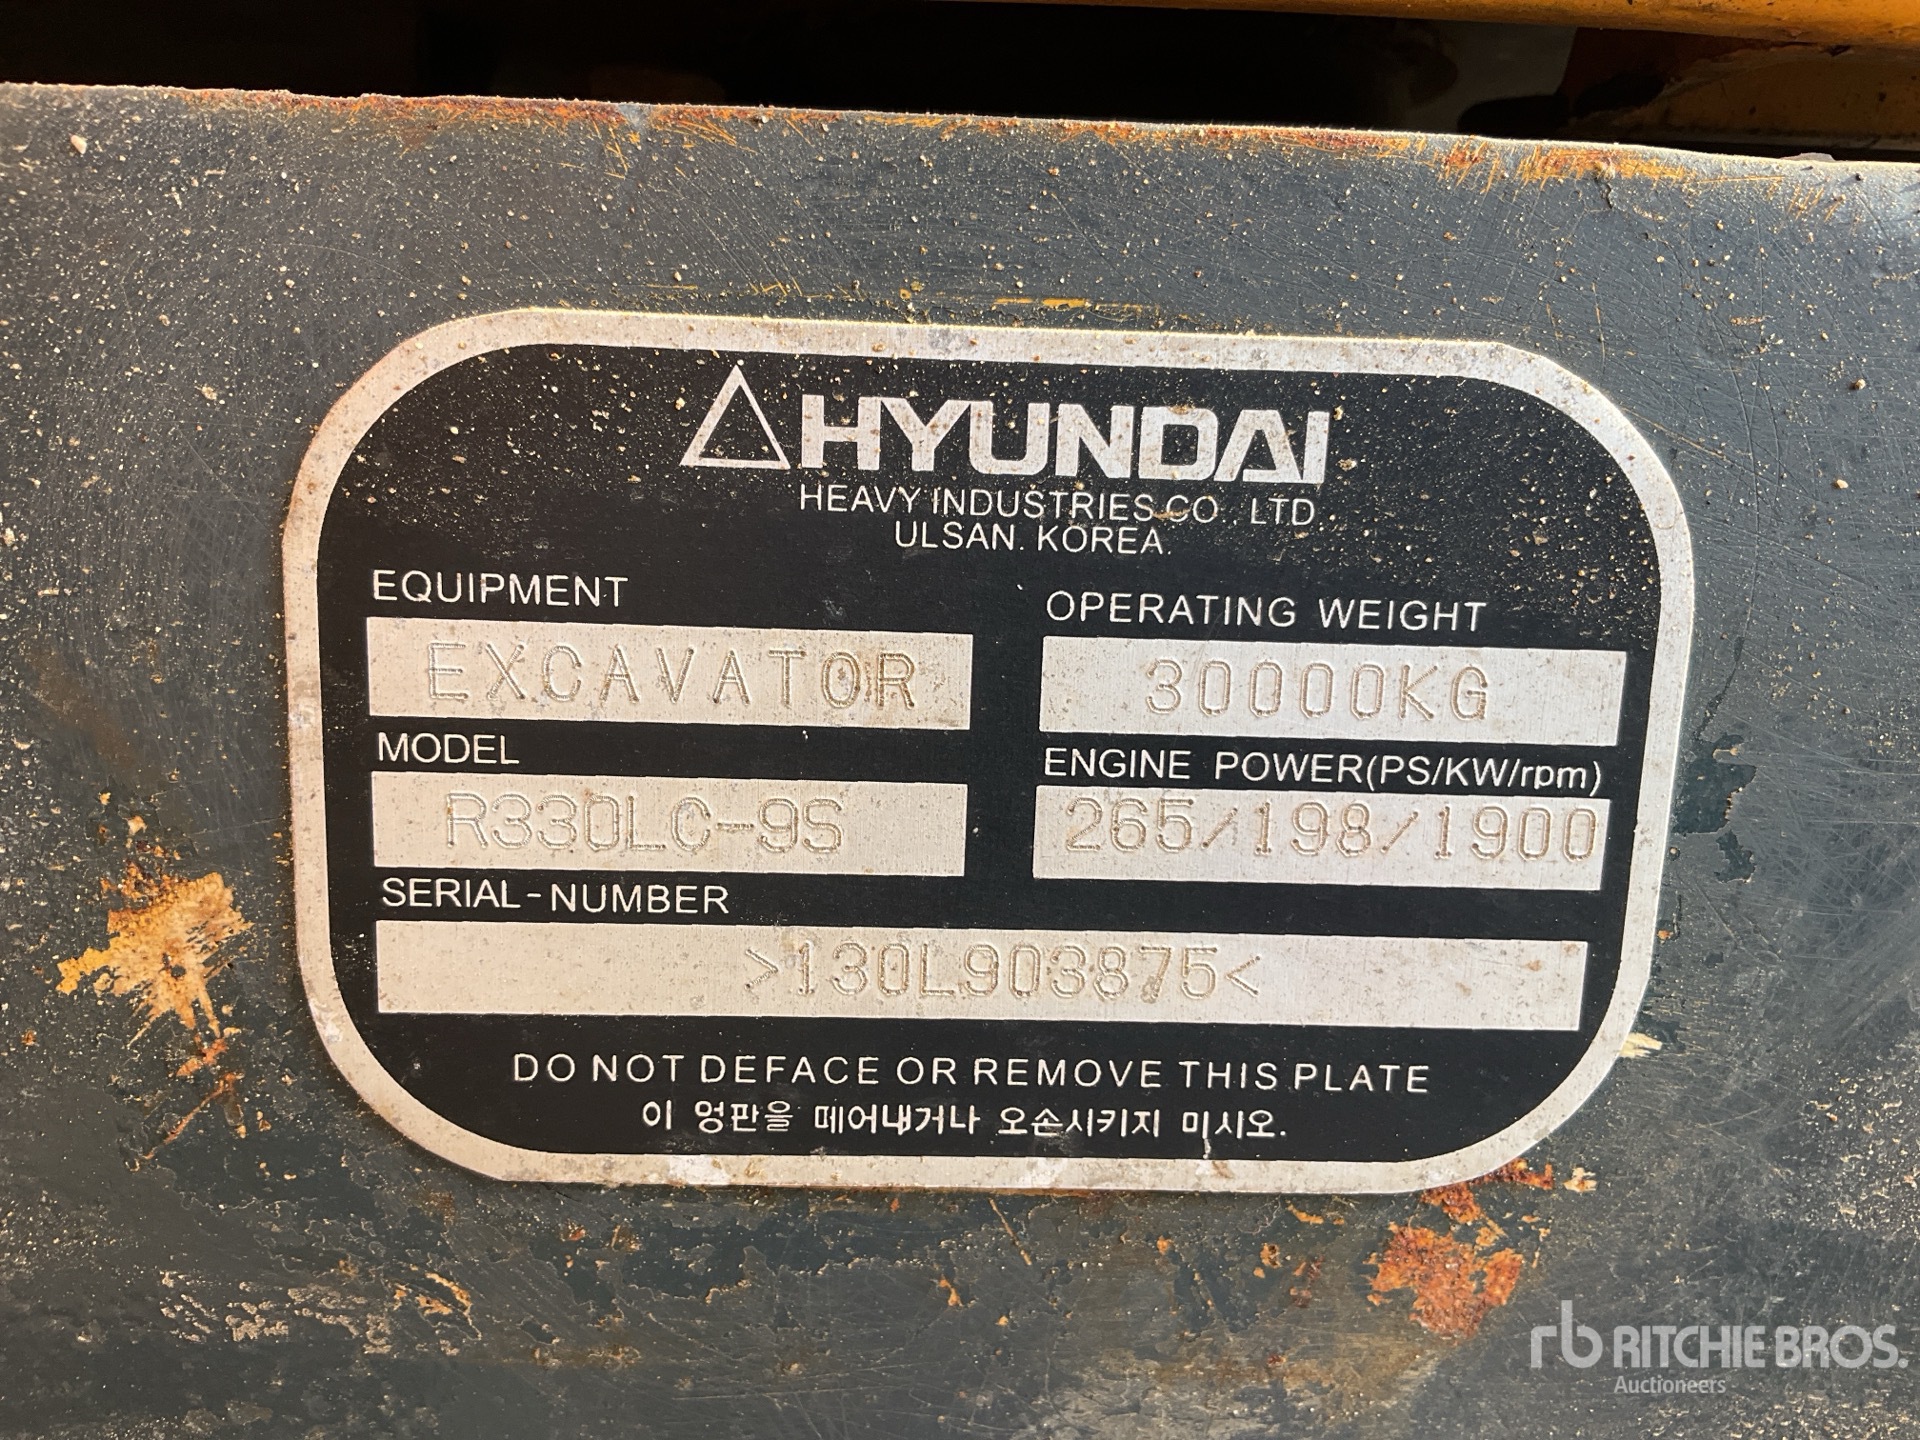 HYUNDAI
HEAVY INDUSTRIES CO., LTD.
ULSAN. KOREA.
EQUIPMENT
EXCAVATOR
OPERATING WEIGHT
30000KG
MODEL
R330LC-9S
ENGINE POWER(PS/KW/rpm)
265/198/1900
SERIAL-NUMBER
>130L903875<
DO NOT DEFACE OR REMOVE THIS PLATE
이 명판을 떼어내거나 오손시키지 마시오.
rb RITCHIE BROS.
Auctioneers